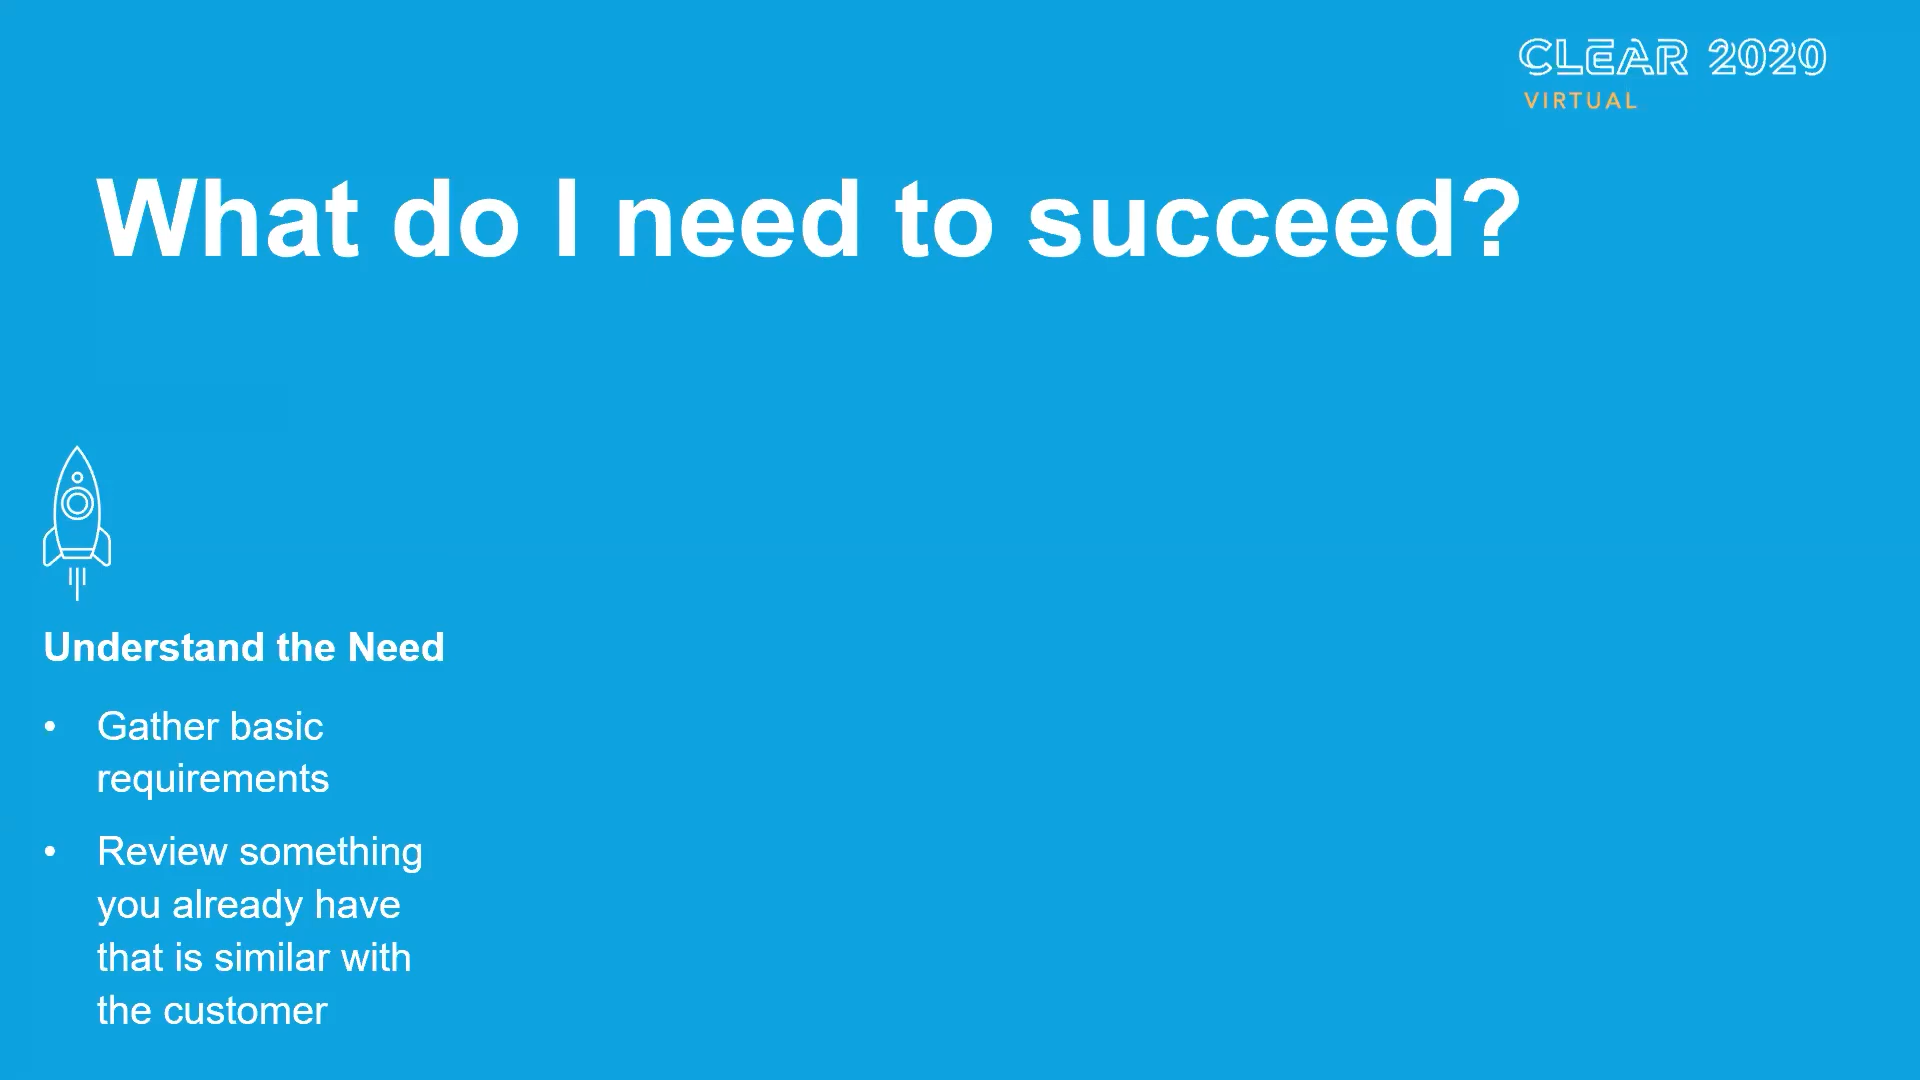 CLEAR 2020
VIRTUAL
What do I need to succeed?
Understand the Need
• Gather basic
requirements
• Review something
you already have
that is similar with
the customer